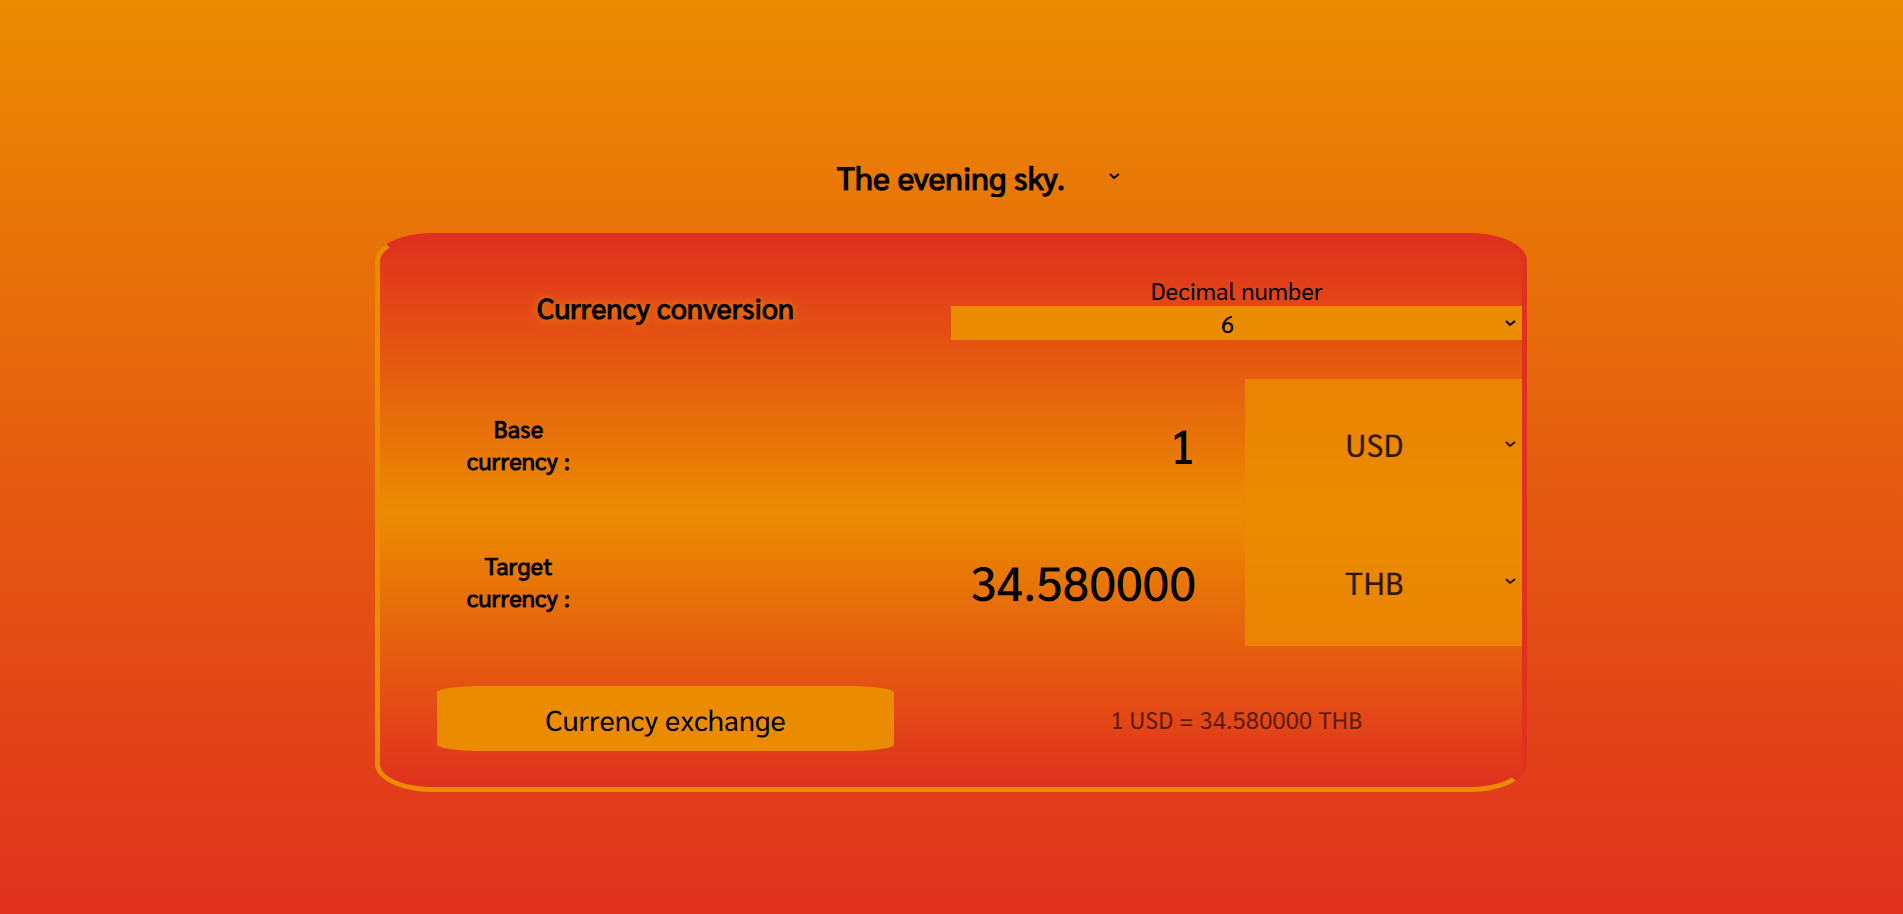 The evening sky.
Currency conversion
Decimal number
6
Base
currency :
1
USD
Target
currency :
34.580000
THB
Currency exchange
1 USD = 34.580000 THB